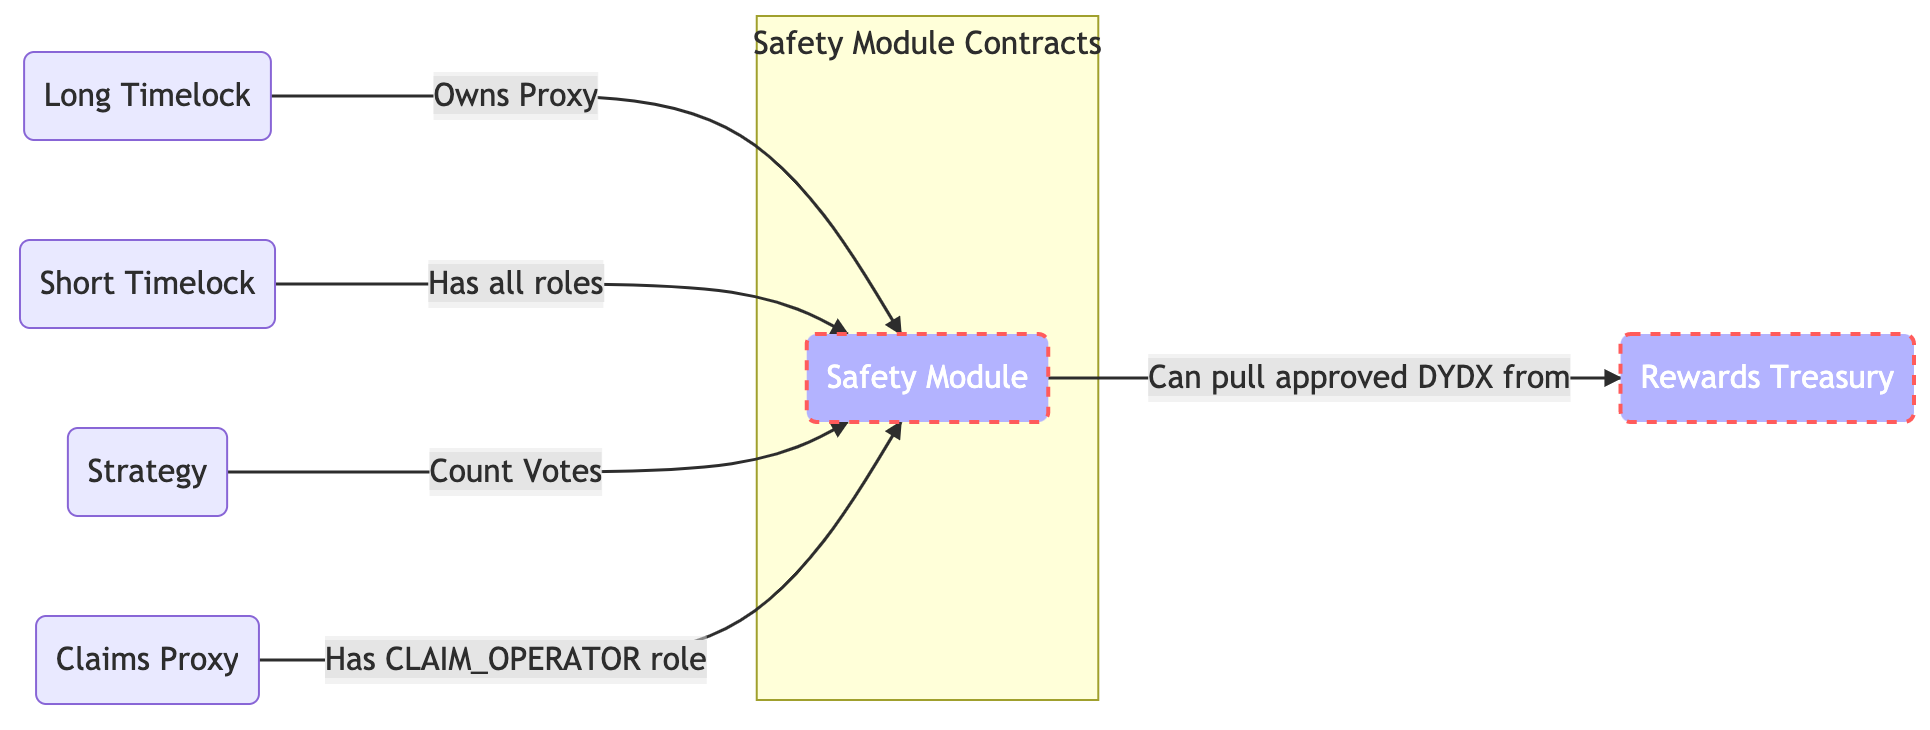 Safety Module Contracts
Long Timelock
Owns Proxy
Short Timelock
Has all roles
Safety Module
Can pull approved DYDX from
Rewards Treasury
Strategy
Count Votes
Claims Proxy
Has CLAIM_OPERATOR role